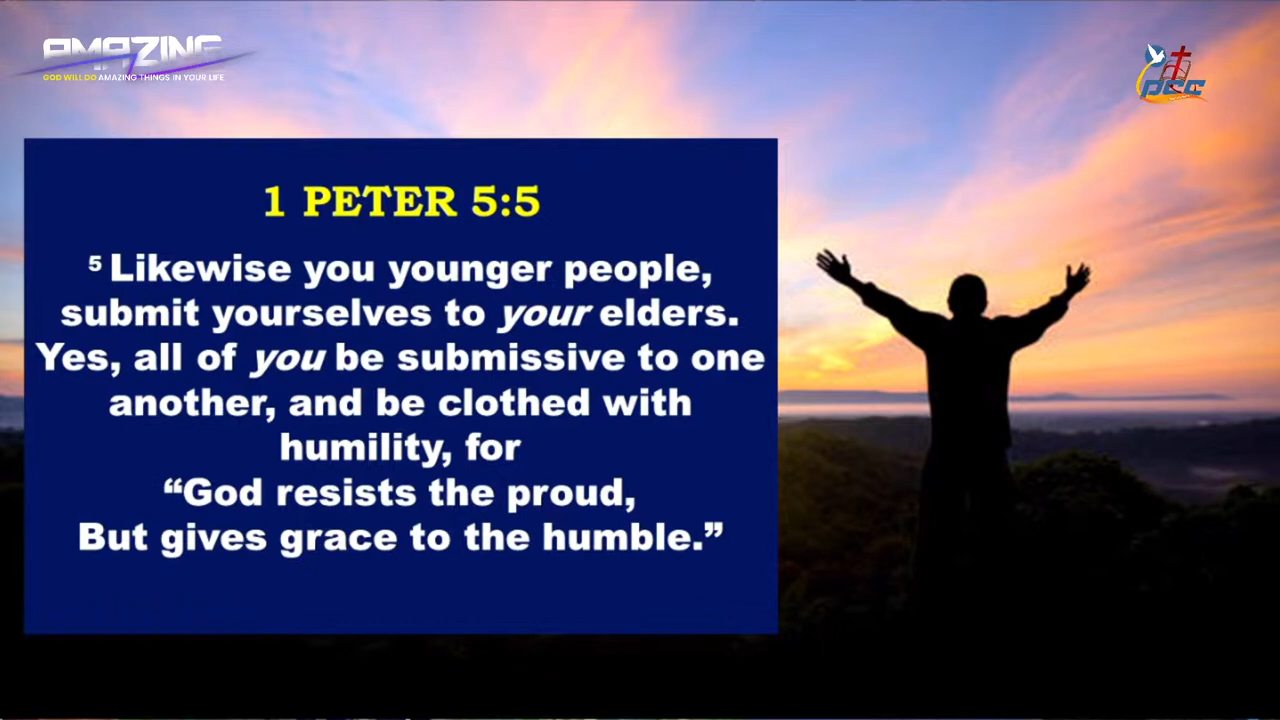 AMAZING
GOD WILL DO AMAZING THINGS IN YOUR LIFE
pcc
1 PETER 5:5
5 Likewise you younger people,
submit yourselves to your elders.
Yes, all of you be submissive to one
another, and be clothed with
humility, for
“God resists the proud,
But gives grace to the humble.”